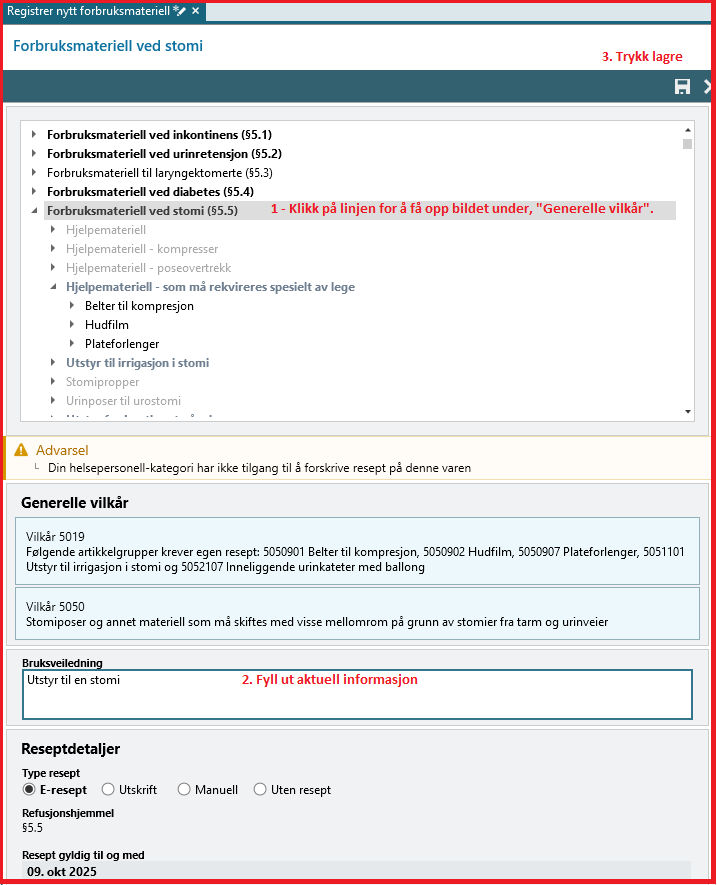 Registrer nytt forbruksmateriell
Forbruksmateriell ved stomi
3. Trykk lagre
Forbruksmateriell ved inkontinens (§5.1)
Forbruksmateriell ved urinretensjon (§5.2)
Forbruksmateriell til laryngektomerte (§5.3)
Forbruksmateriell ved diabetes (§5.4)
Forbruksmateriell ved stomi (§5.5) 1 - Klikk på linjen for å få opp bildet under, "Generelle vilkår".
Hjelpemateriell
Hjelpemateriell - kompresser
Hjelpemateriell - poseovertrekk
Hjelpemateriell - som må rekvireres spesielt av lege
Belter til kompresjon
Hudfilm
Plateforlenger
Utstyr til irrigasjon i stomi
Stomipropper
Urinposer til urostomi
Advarsel
Din helsepersonell-kategori har ikke tilgang til å forskrive resept på denne varen
Generelle vilkår
Vilkår 5019
Følgende artikkelgrupper krever egen resept: 5050901 Belter til kompresjon, 5050902 Hudfilm, 5050907 Plateforlenger, 5051101
Utstyr til irrigasjon i stomi og 5052107 Inneliggende urinkateter med ballong
Vilkår 5050
Stomiposer og annet materiell som må skiftes med visse mellomrom på grunn av stomier fra tarm og urinveier
Bruksveiledning
Utstyr til en stomi 2. Fyll ut aktuell informasjon
Reseptdetaljer
Type resept
E-resept Utskrift Manuell Uten resept
Refusjonshjemmel
§5.5
Resept gyldig til og med
09. okt 2025